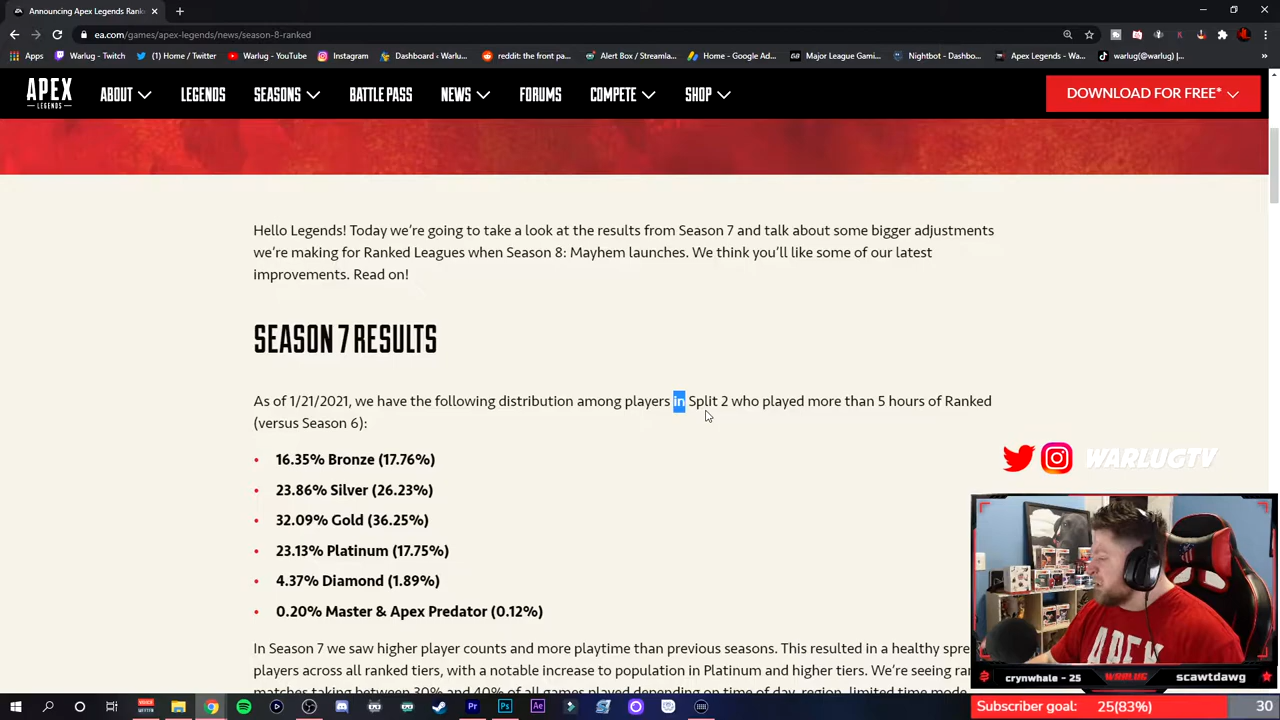 Announcing Apex Legends Rank
ea.com/games/apex-legends/news/season-8-ranked
Apps
Warlug - Twitch
(1) Home / Twitter
YouTube
Instagram
Dashboard - Warlu...
reddit: the front pa...
Alert Box / Streamla...
Home - Google Ad...
Major League Gami...
Nightbot - Dashbo...
Apex Legends - Wa...
warlug(@warlug) |...
APEX
LEGENDS
ABOUT
LEGENDS
SEASONS
BATTLE PASS
NEWS
FORUMS
COMPETE
SHOP
DOWNLOAD FOR FREE*
Hello Legends! Today we're going to take a look at the results from Season 7 and talk about some bigger adjustments
we're making for Ranked Leagues when Season 8: Mayhem launches. We think you'll like some of our latest
improvements. Read on!
SEASON 7 RESULTS
As of 1/21/2021, we have the following distribution among players in Split 2 who played more than 5 hours of Ranked
(versus Season 6):
• 16.35% Bronze (17.76%)
• 23.86% Silver (26.23%)
• 32.09% Gold (36.25%)
• 23.13% Platinum (17.75%)
• 4.37% Diamond (1.89%)
• 0.20% Master & Apex Predator (0.12%)
WARLUGTV
In Season 7 we saw higher player counts and more playtime than previous seasons. This resulted in a healthy spre
players across all ranked tiers, with a notable increase to population in Platinum and higher tiers. We're seeing ran
APEX
crynwhale - 25
WARLUG
scawtdawg
Subscriber goal:
25(83%)
30